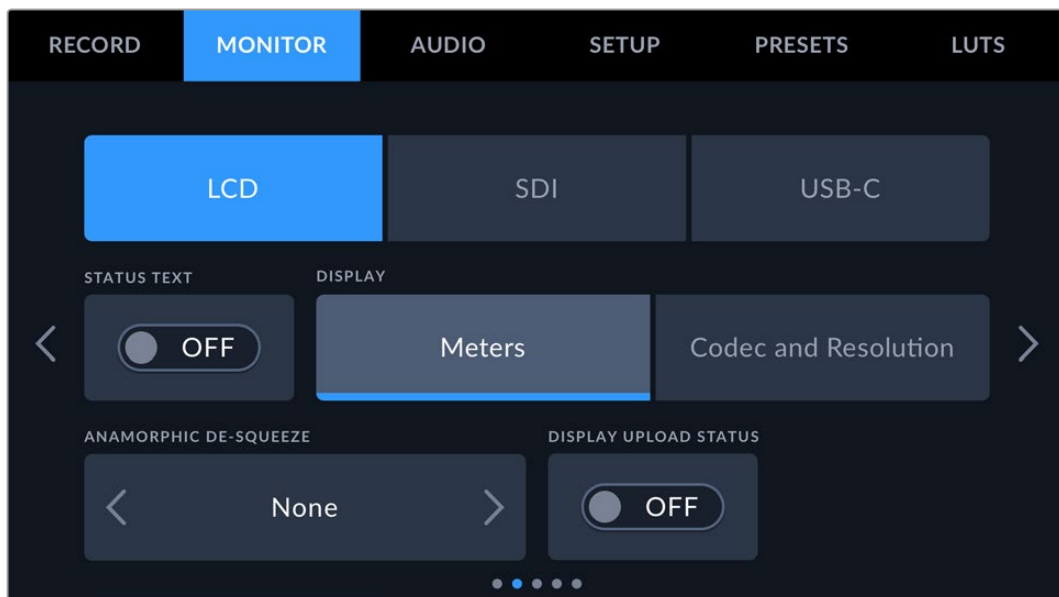 RECORD MONITOR AUDIO SETUP PRESETS LUTS
LCD SDI USB-C
STATUS TEXT DISPLAY
OFF Meters Codec and Resolution
ANAMORPHIC DE-SQUEEZE DISPLAY UPLOAD STATUS
None OFF